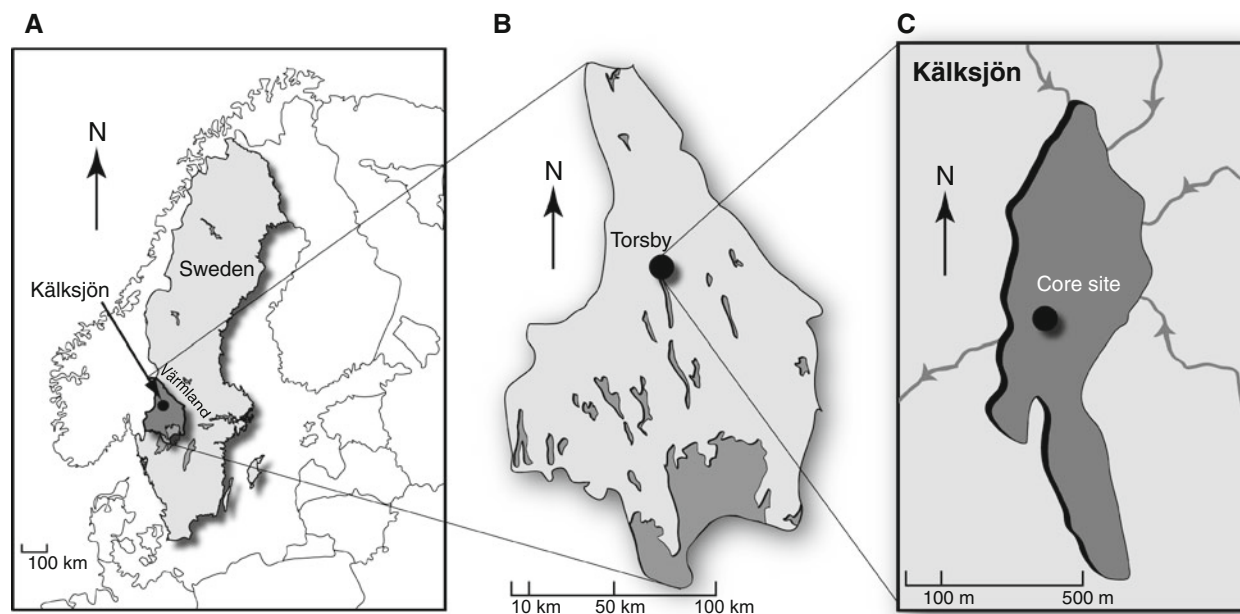 A
N
Sweden
Kälksjön
Värmland
100 km
B
N
Torsby
10 km 50 km 100 km
C
Kälksjön
N
Core site
100 m 500 m